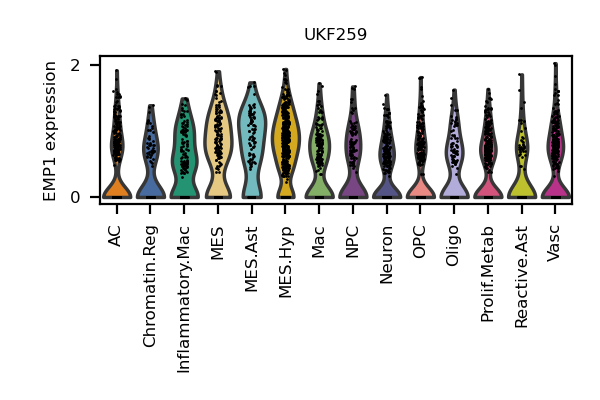 UKF259
EMP1 expression
2
0
AC
Chromatin.Reg
Inflammatory.Mac
MES
MES.Ast
MES.Hyp
Mac
NPC
Neuron
OPC
Oligo
Prolif.Metab
Reactive.Ast
Vasc